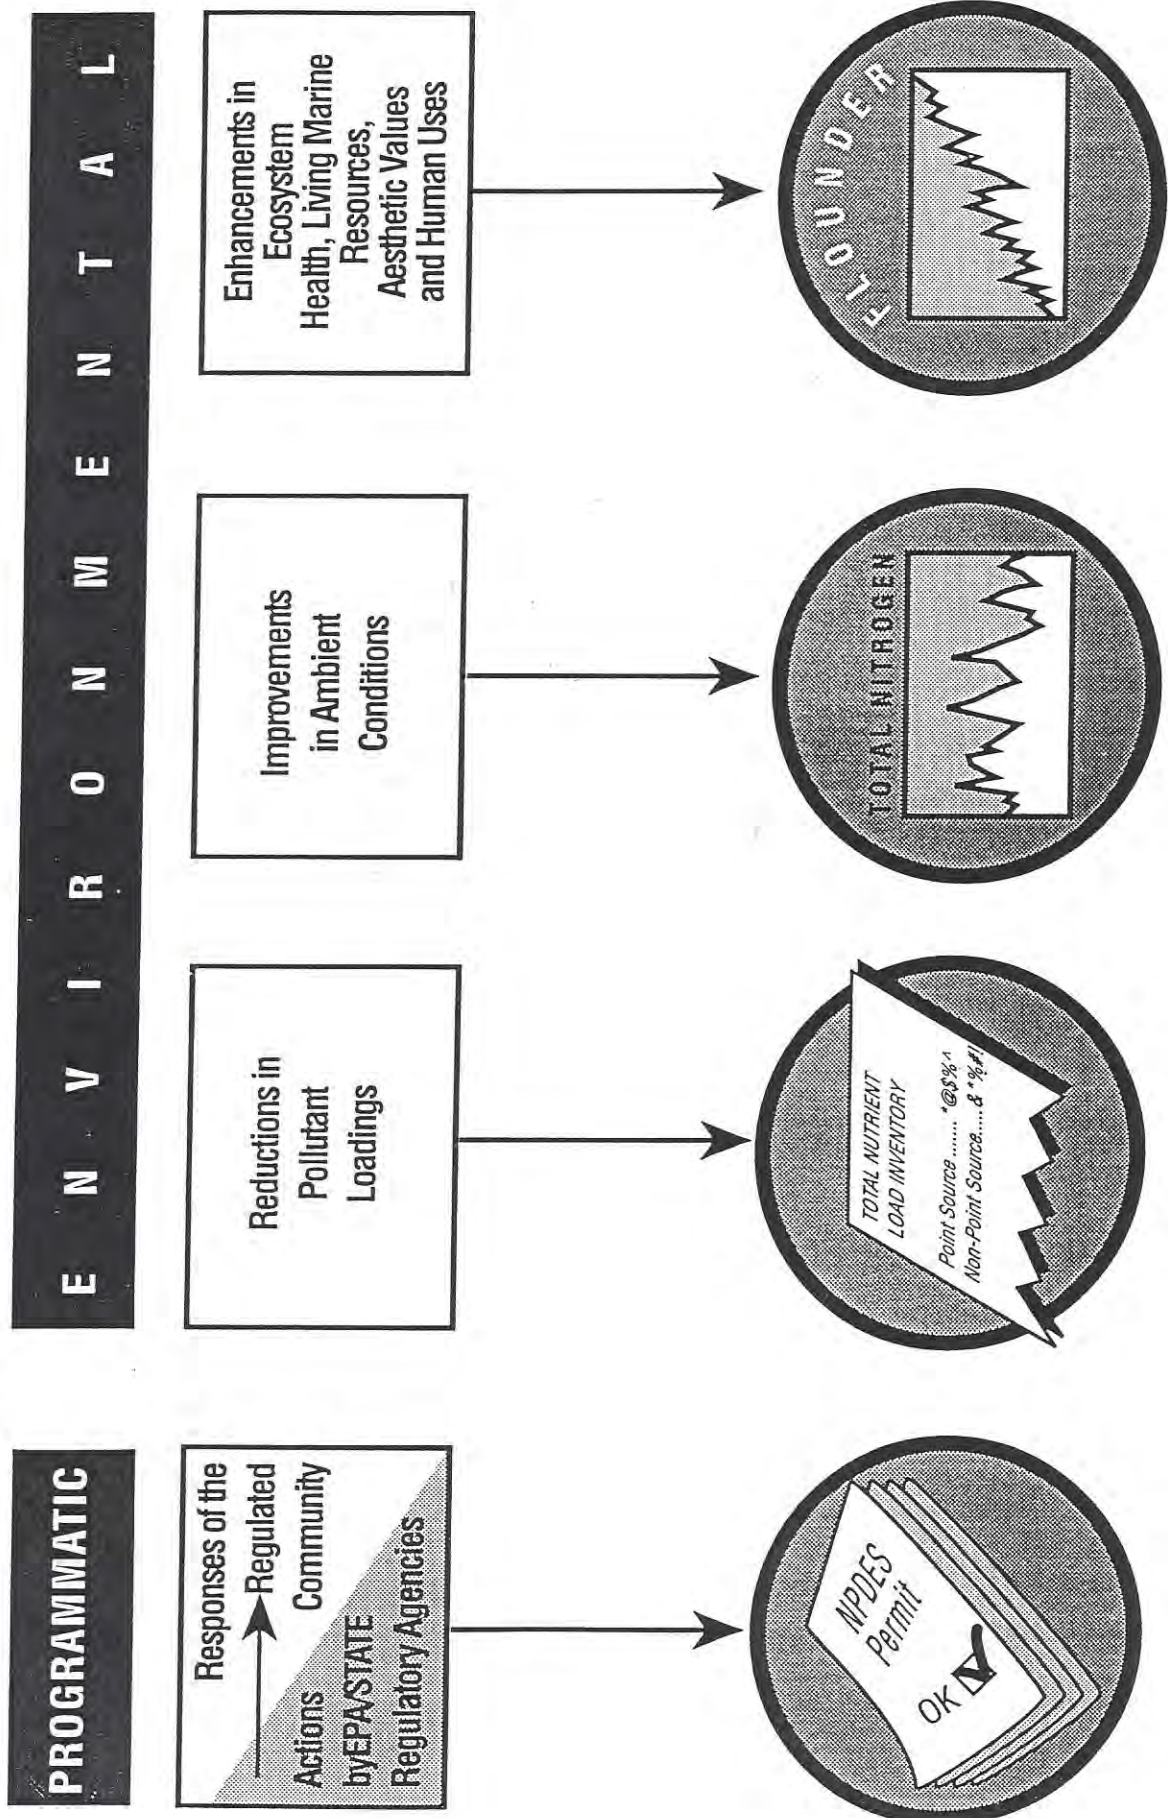 PROGRAMMATIC
ENVIRONMENTAL
Responses of the
Regulated
Community
Actions
byEPA/STATE
Regulatory Agencies
Reductions in
Pollutant
Loadings
Improvements
in Ambient
Conditions
Enhancements in
Ecosystem
Health, Living Marine
Resources,
Aesthetic Values
and Human Uses
NPDES
Permit
OK
TOTAL NUTRIENT
LOAD INVENTORY
Point Source ....... *@$%^
Non-Point Source.....&*%#!
TOTAL NITROGEN
FLOUNDER